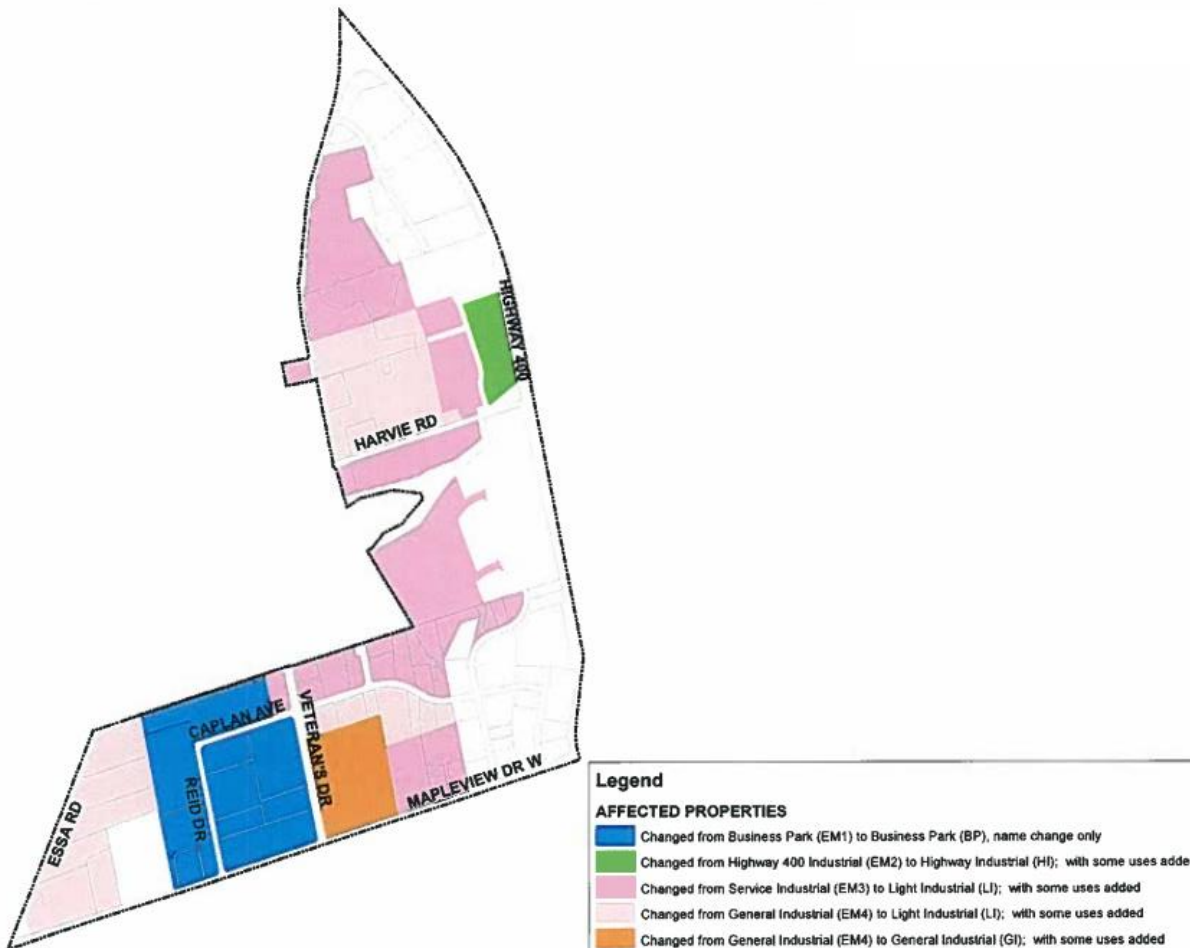 HIGHWAY 400
HARVIE RD
CAPLAN AVE
VETERAN'S DR
REID DR
MAPLEVIEW DR W
ESSA RD
Legend
AFFECTED PROPERTIES
Changed from Business Park (EM1) to Business Park (BP), name change only
Changed from Highway 400 Industrial (EM2) to Highway Industrial (HI); with some uses adde
Changed from Service Industrial (EM3) to Light Industrial (LI); with some uses added
Changed from General Industrial (EM4) to Light Industrial (LI); with some uses added
Changed from General Industrial (EM4) to General Industrial (GI); with some uses added